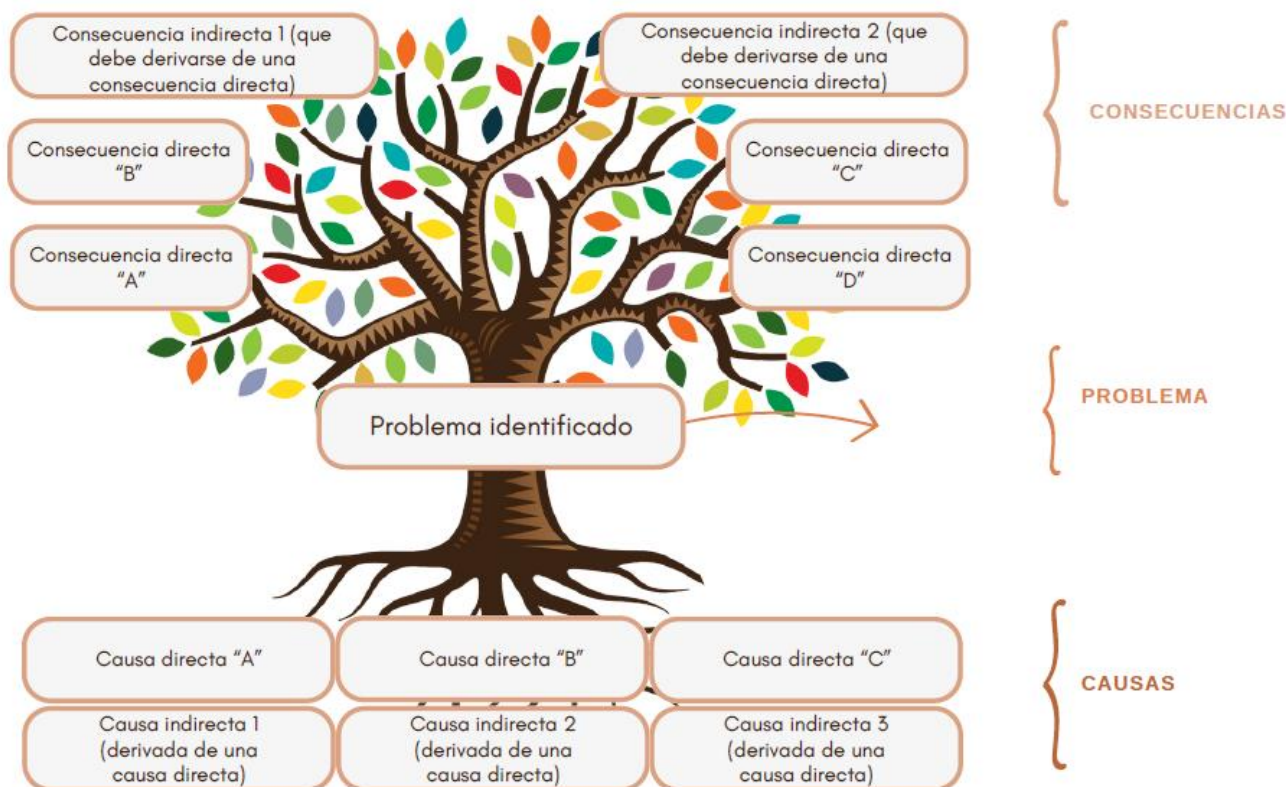 Consecuencia indirecta 1 (que
debe derivarse de una
consecuencia directa)
Consecuencia indirecta 2 (que
debe derivarse de una
consecuencia directa)
CONSECUENCIAS
Consecuencia directa
“B”
Consecuencia directa
“C”
Consecuencia directa
“A”
Consecuencia directa
“D”
Problema identificado
PROBLEMA
Causa directa “A”
Causa directa “B”
Causa directa “C”
CAUSAS
Causa indirecta 1
(derivada de una
causa directa)
Causa indirecta 2
(derivada de una
causa directa)
Causa indirecta 3
(derivada de una
causa directa)